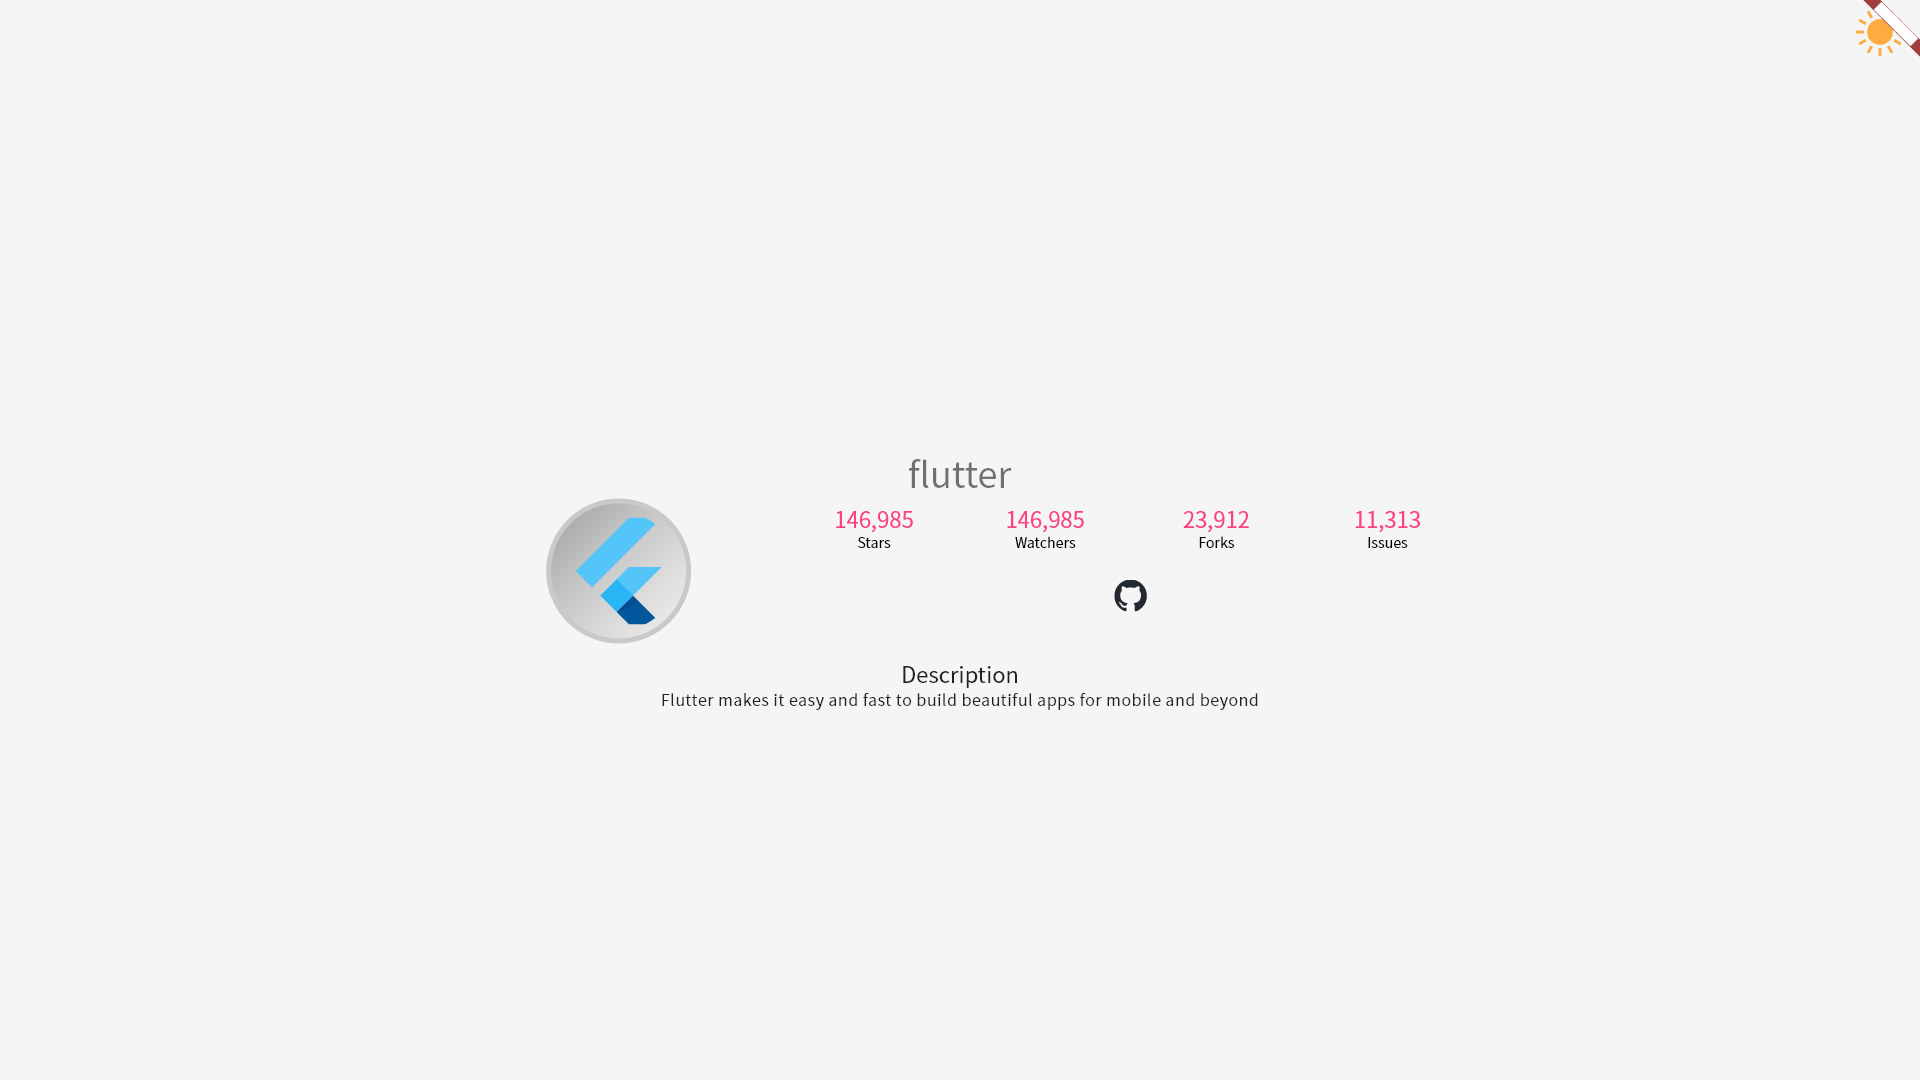 flutter
146,985 146,985 23,912 11,313
Stars Watchers Forks Issues
Description
Flutter makes it easy and fast to build beautiful apps for mobile and beyond